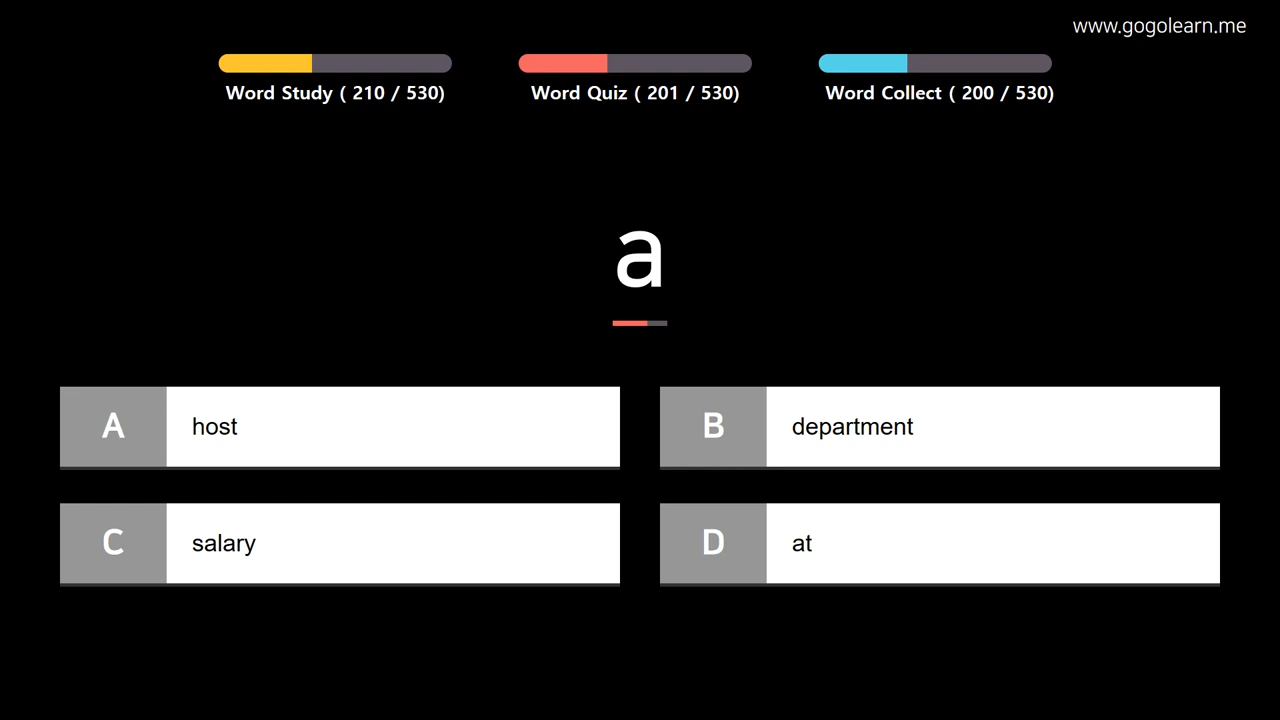 www.gogolearn.me
Word Study ( 210 / 530)
Word Quiz ( 201 / 530)
Word Collect ( 200 / 530)
a
A host
B department
C salary
D at